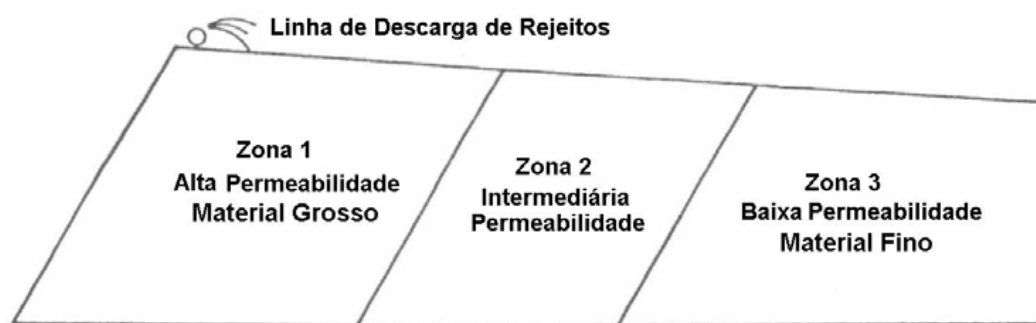 Linha de Descarga de Rejeitos
Zona 1
Alta Permeabilidade
Material Grosso
Zona 2
Intermediária
Permeabilidade
Zona 3
Baixa Permeabilidade
Material Fino